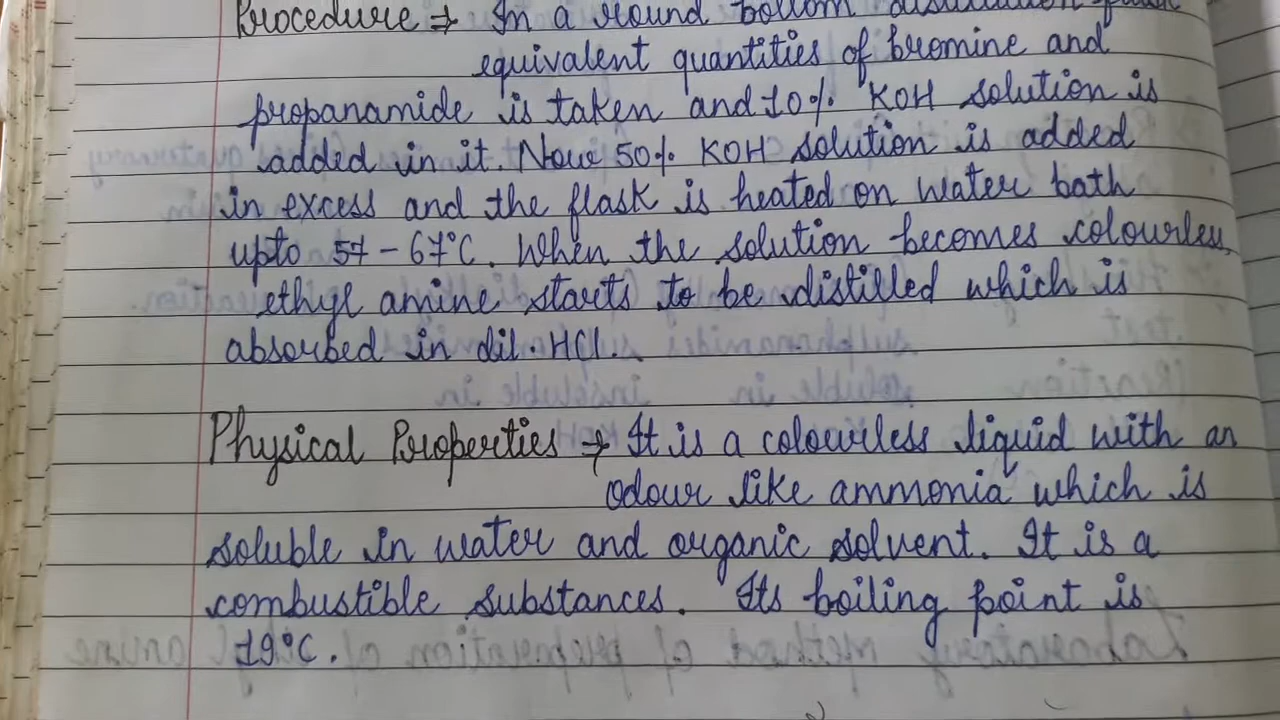 Procedure → In a round bottom distillation flask
equivalent quantities of bromine and
propanamide is taken and 10% KOH solution is
added in it. Now 50% KOH solution is added
in excess and the flask is heated on water bath
upto 57-67°C. When the solution becomes colourless,
ethyl amine starts to be distilled which is
absorbed in dil. HCl.
Physical Properties → It is a colourless liquid with an
odour like ammonia which is
soluble in water and organic solvent. It is a
combustible substances. Its boiling point is
19°C.